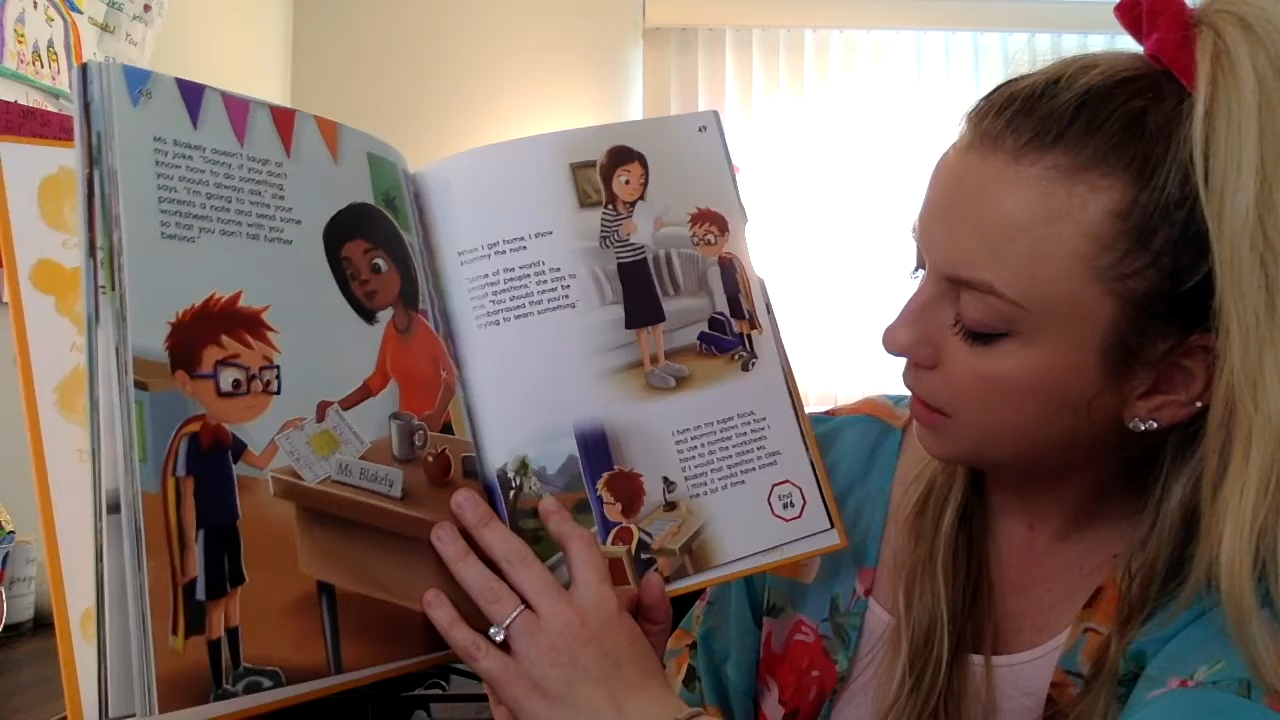 48
Ms. Blakely doesn't laugh at
my joke. "Danny, if you don't
know how to do something,
you should always ask," she
says. "I'm going to write your
parents a note and send some
worksheets home with you
so that you don't fall further
behind."
Ms. Blakely
49
When I get home, I show
Mommy the note.
"Some of the world's
smartest people ask the
most questions," she says to
me. "You should never be
embarrassed that you're
trying to learn something."
I turn on my super focus,
and Mommy shows me how
to use a number line. Now I
have to do the worksheets.
If I would have asked Ms.
Blakely that question in class,
I think it would have saved
me a lot of time.
End
#6